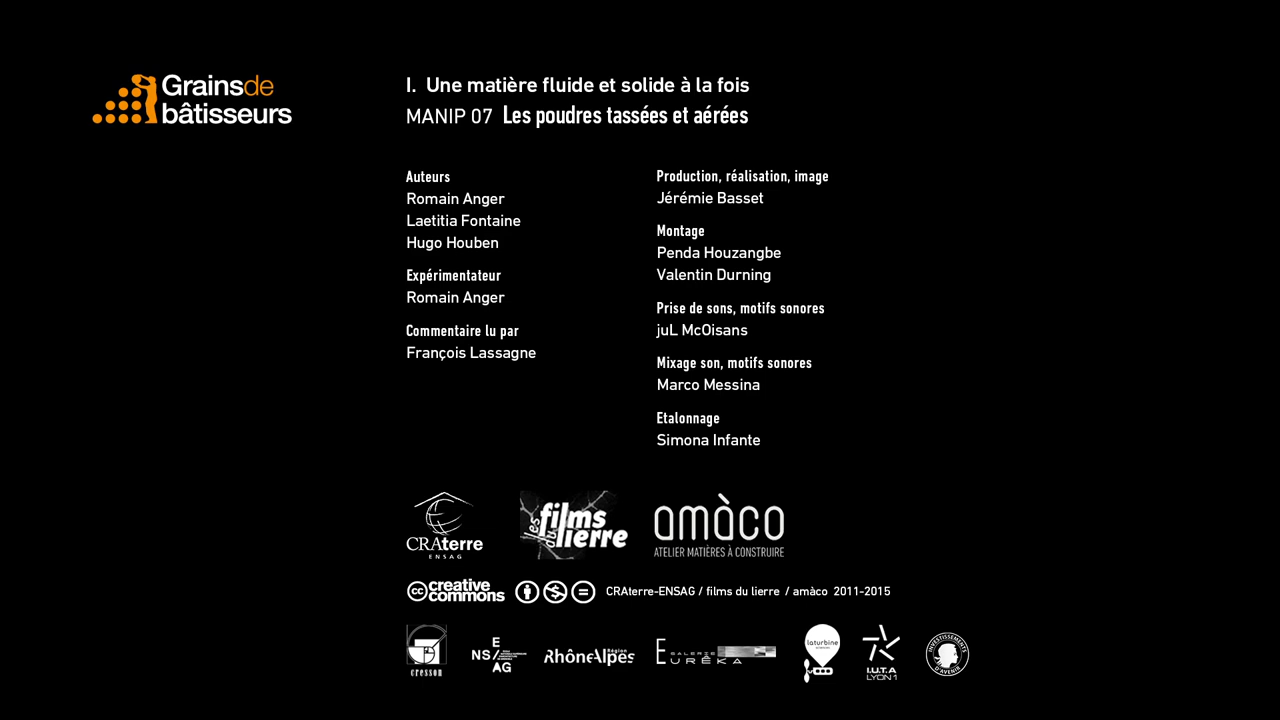 Grainsde
bâtisseurs
I. Une matière fluide et solide à la fois
MANIP 07 Les poudres tassées et aérées
Auteurs
Romain Anger
Laetitia Fontaine
Hugo Houben
Expérimentateur
Romain Anger
Commentaire lu par
François Lassagne
Production, réalisation, image
Jérémie Basset
Montage
Penda Houzangbe
Valentin Durning
Prise de sons, motifs sonores
juL McOisans
Mixage son, motifs sonores
Marco Messina
Etalonnage
Simona Infante
CRAterre
ENSAG
les films du lierre
amàco
ATELIER MATIÈRES À CONSTRUIRE
cc creative commons
CRAterre-ENSAG / films du lierre / amàco 2011-2015
cresson
ENSAG
RhôneAlpes Région
GALERIE
EURÊKA
laturbine
I.U.T.A
LYON 1
INVESTISSEMENTS
D'AVENIR